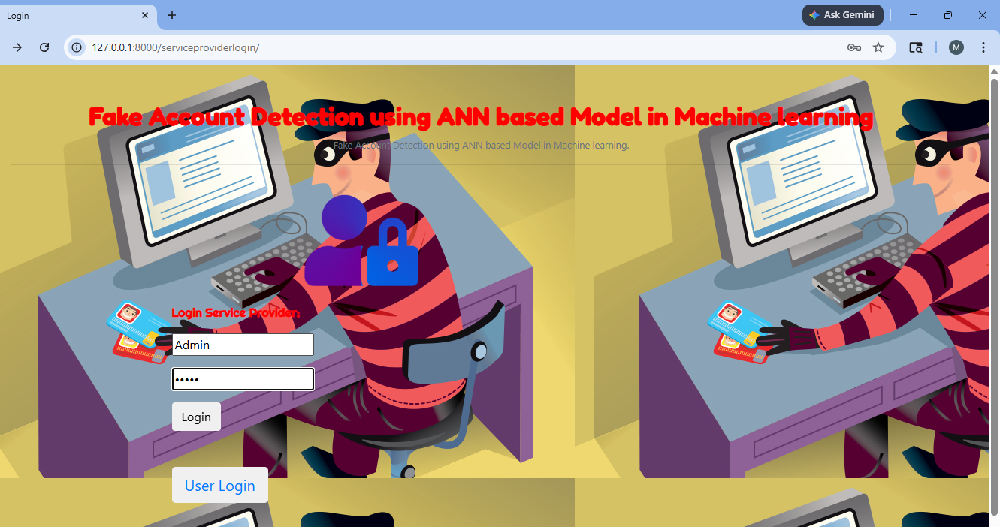 Login
Ask Gemini
127.0.0.1:8000/serviceproviderlogin/
M
Fake Account Detection using ANN based Model in Machine learning
Fake Account Detection using ANN based Model in Machine learning.
Login Service Provider:
Admin
•••••
Login
User Login